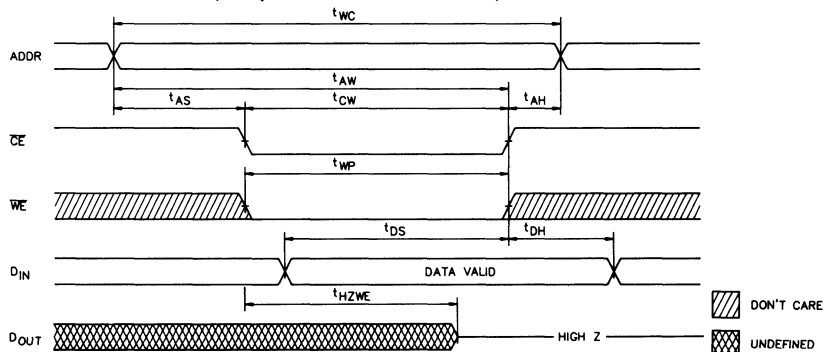 tWC
ADDR
tAW
tAS
tCW
tAH
CE
tWP
WE
tDS
tDH
DIN
DATA VALID
tHZWE
DON'T CARE
DOUT
HIGH Z
UNDEFINED